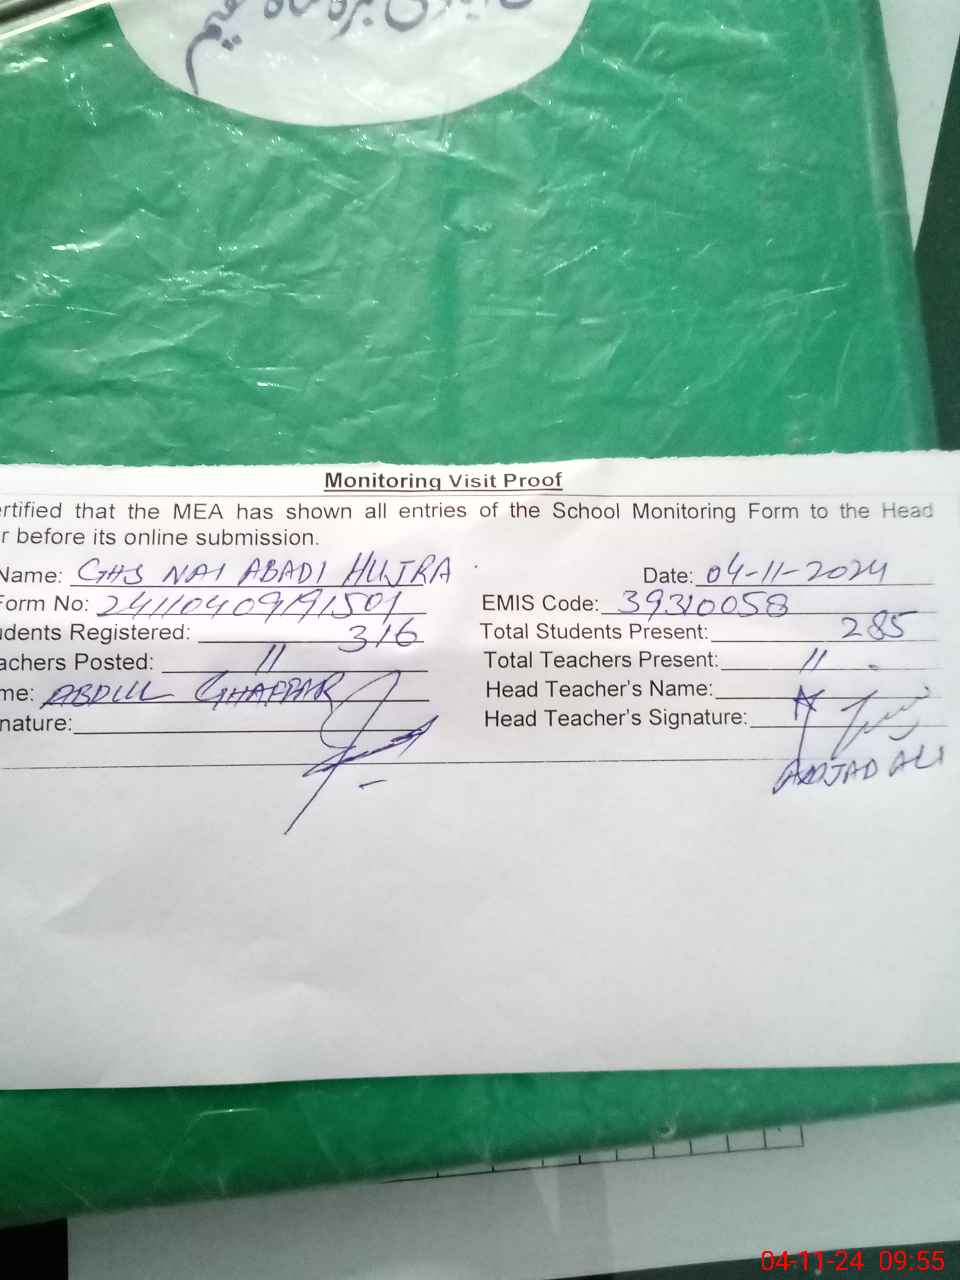 Monitoring Visit Proof
ertified that the MEA has shown all entries of the School Monitoring Form to the Head
r before its online submission.
Name: GHS NAI ABADI HUJRA Date: 04-11-2024
Form No: 24110409191501 EMIS Code: 39310058
dents Registered: 316 Total Students Present: 285
achers Posted: 11 Total Teachers Present: 11
me: ABDUL GHAFFAR Head Teacher's Name:
nature: Head Teacher's Signature:
AMJAD ALI
04-11-24 09:55